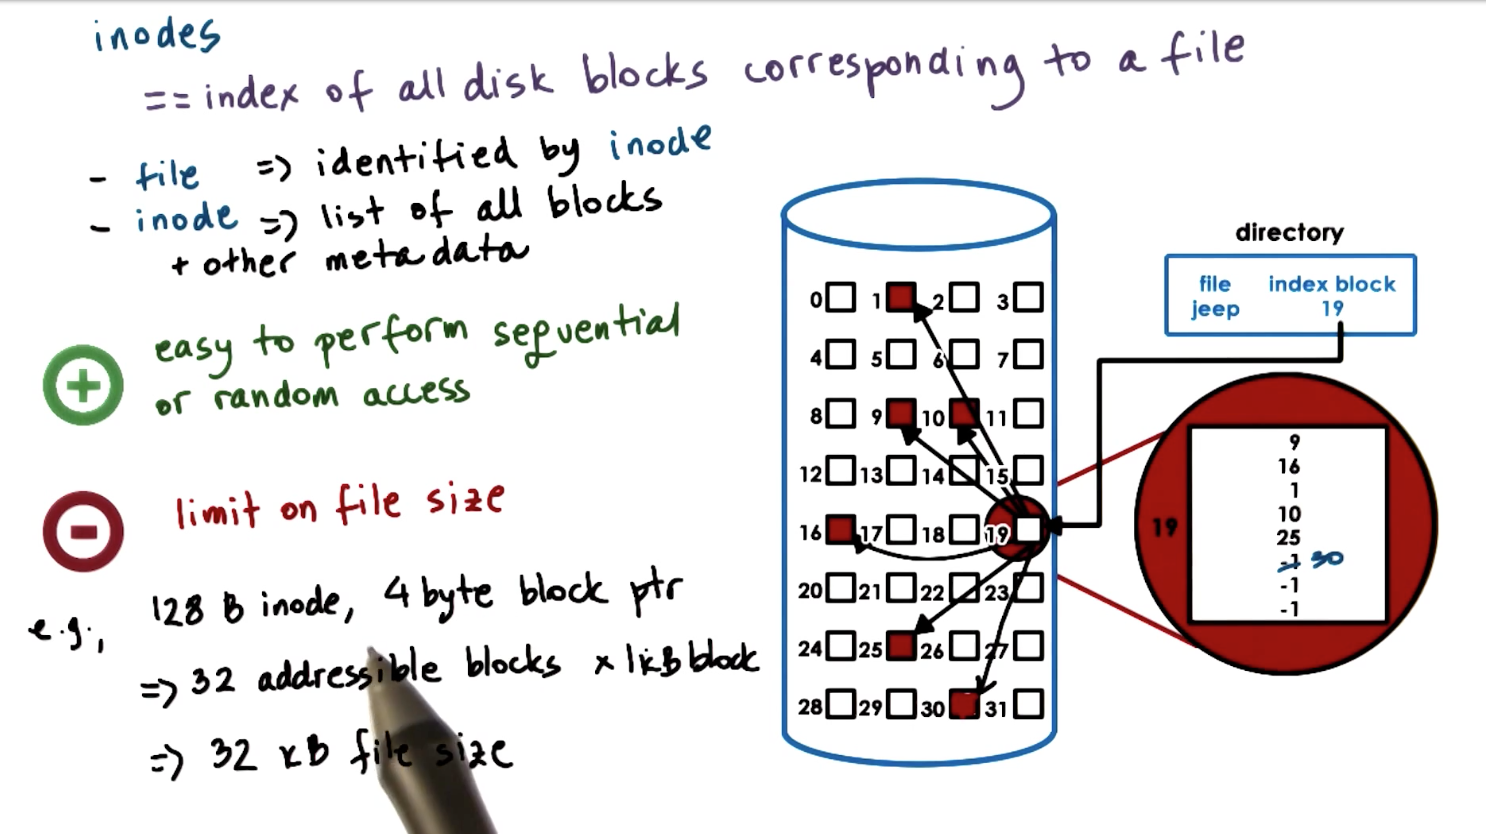 inodes
== index of all disk blocks corresponding to a file
- file => identified by inode
- inode => list of all blocks
+ other metadata
+
easy to perform sequential
or random access
-
limit on file size
e.g., 128 B inode, 4 byte block ptr
=> 32 addressible blocks x 1kB block
=> 32 kB file size
0 1 2 3
4 5 6 7
8 9 10 11
12 13 14 15
16 17 18 19
20 21 22 23
24 25 26 27
28 29 30 31
directory
file index block
jeep 19
19
9
16
1
10
25
-1 30
-1
-1